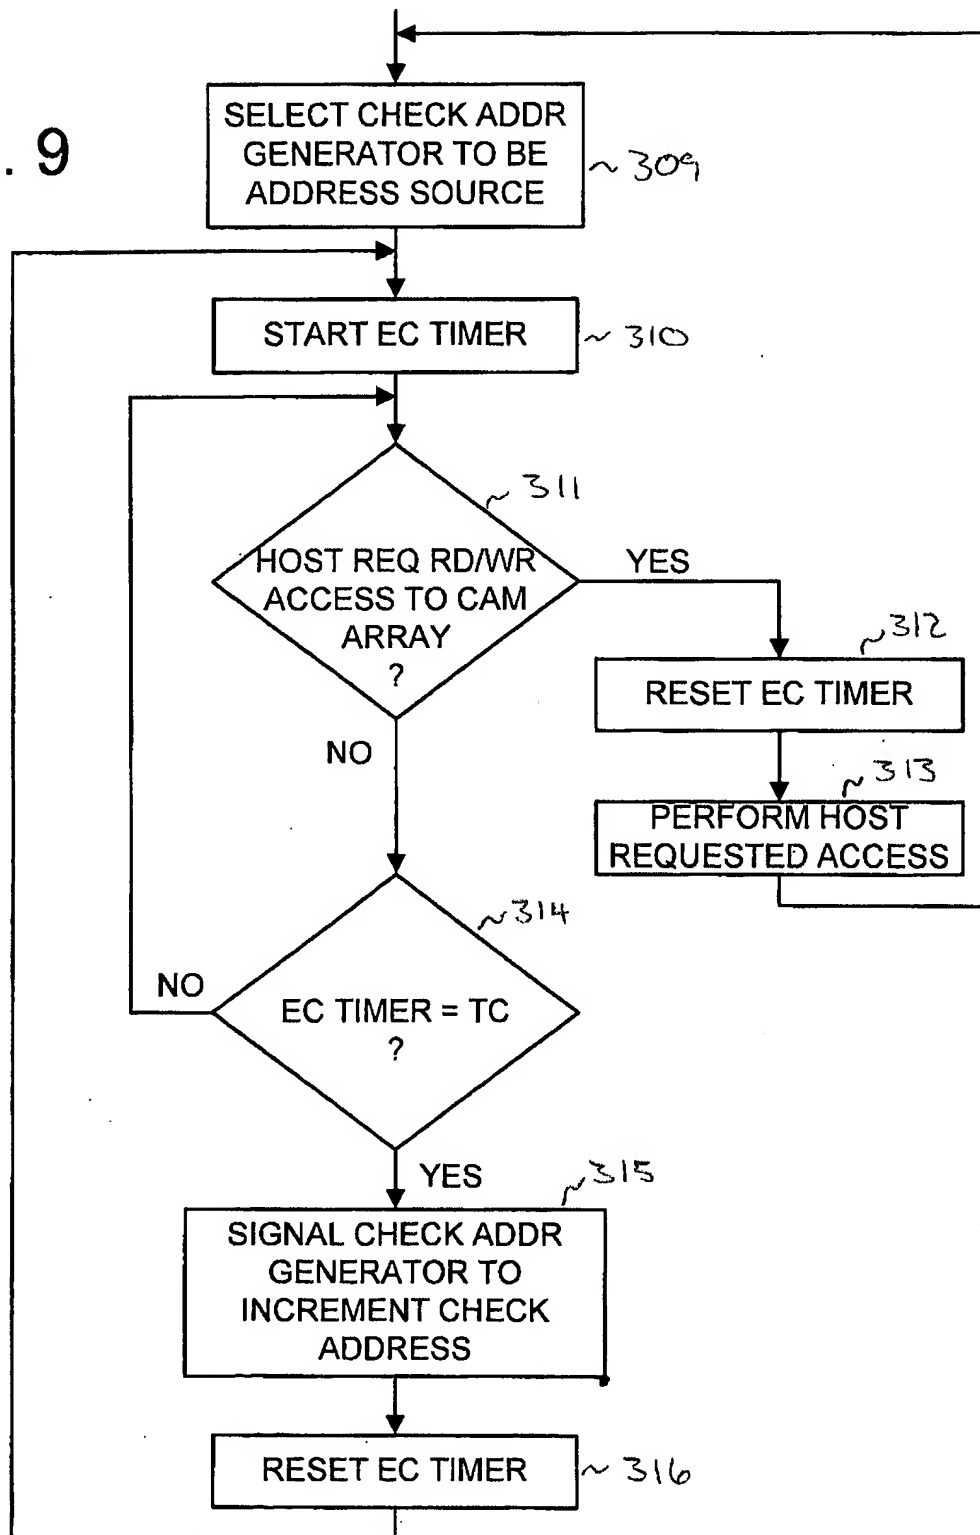 . 9
SELECT CHECK ADDR
GENERATOR TO BE
ADDRESS SOURCE
~ 309
START EC TIMER
~ 310
~ 311
HOST REQ RD/WR
ACCESS TO CAM
ARRAY
?
YES
~ 312
RESET EC TIMER
NO
~ 313
PERFORM HOST
REQUESTED ACCESS
~ 314
NO
EC TIMER = TC
?
YES
~ 315
SIGNAL CHECK ADDR
GENERATOR TO
INCREMENT CHECK
ADDRESS
RESET EC TIMER
~ 316